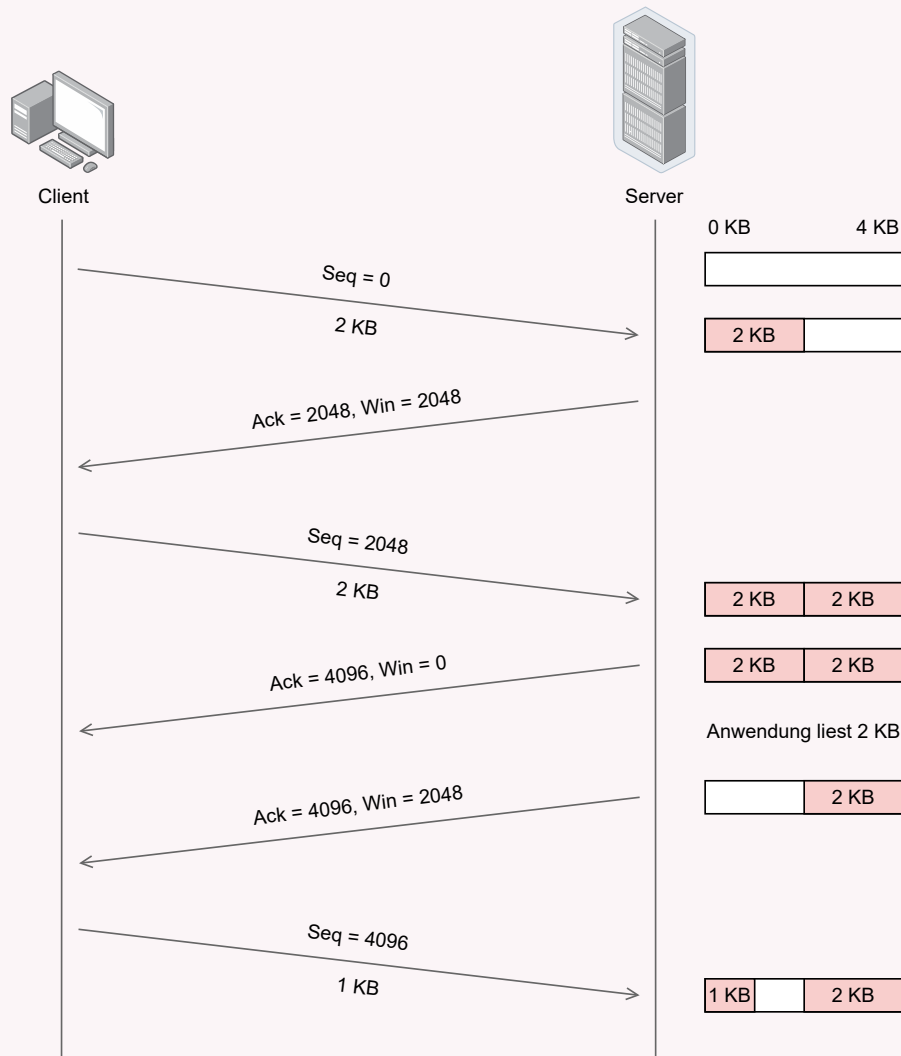 Client
Server
0 KB 4 KB
Seq = 0
2 KB
2 KB
Ack = 2048, Win = 2048
Seq = 2048
2 KB
2 KB 2 KB
Ack = 4096, Win = 0
2 KB 2 KB
Anwendung liest 2 KB
Ack = 4096, Win = 2048
2 KB
Seq = 4096
1 KB
1 KB 2 KB